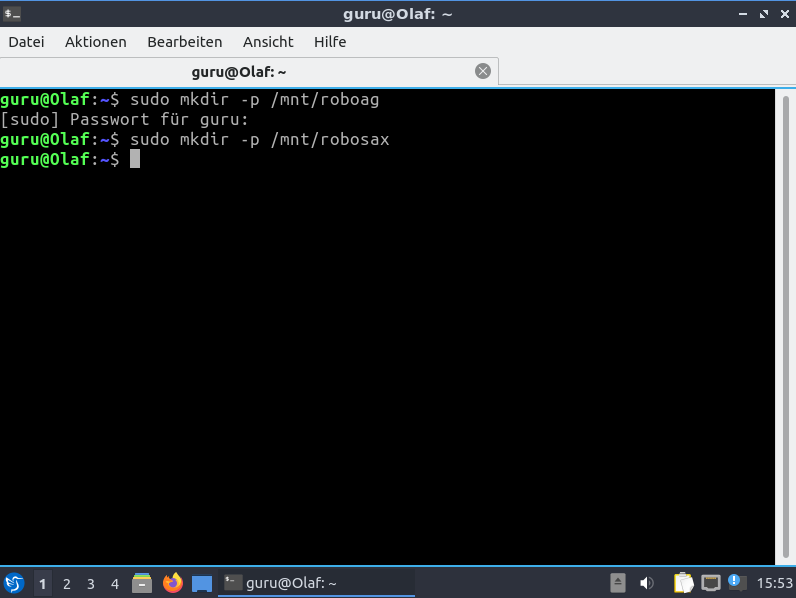 guru@Olaf: ~
Datei Aktionen Bearbeiten Ansicht Hilfe
guru@Olaf: ~
guru@Olaf:~$ sudo mkdir -p /mnt/roboag
[sudo] Passwort für guru:
guru@Olaf:~$ sudo mkdir -p /mnt/robosax
guru@Olaf:~$
1 2 3 4 guru@Olaf: ~ 15:53